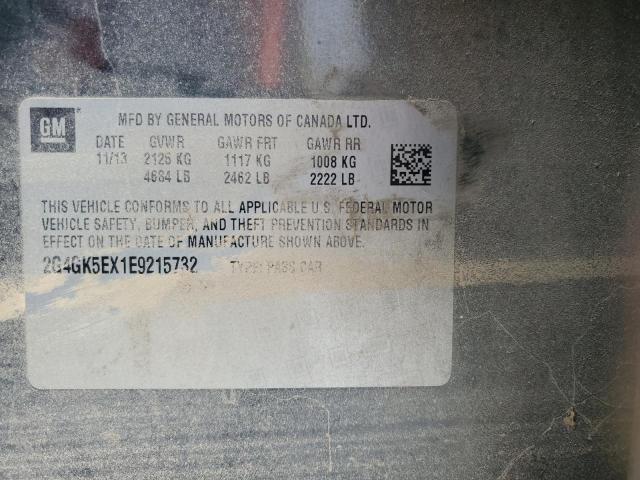 GM
MFD BY GENERAL MOTORS OF CANADA LTD.
DATE GVWR GAWR FRT GAWR RR
11/13 2126 KG 1117 KG 1008 KG
4684 LB 2462 LB 2222 LB
THIS VEHICLE CONFORMS TO ALL APPLICABLE U.S. FEDERAL MOTOR
VEHICLE SAFETY, BUMPER, AND THEFT PREVENTION STANDARDS IN
EFFECT ON THE DATE OF MANUFACTURE SHOWN ABOVE.
2G4GK5EX1E9215732 TYPE: PASS CAR